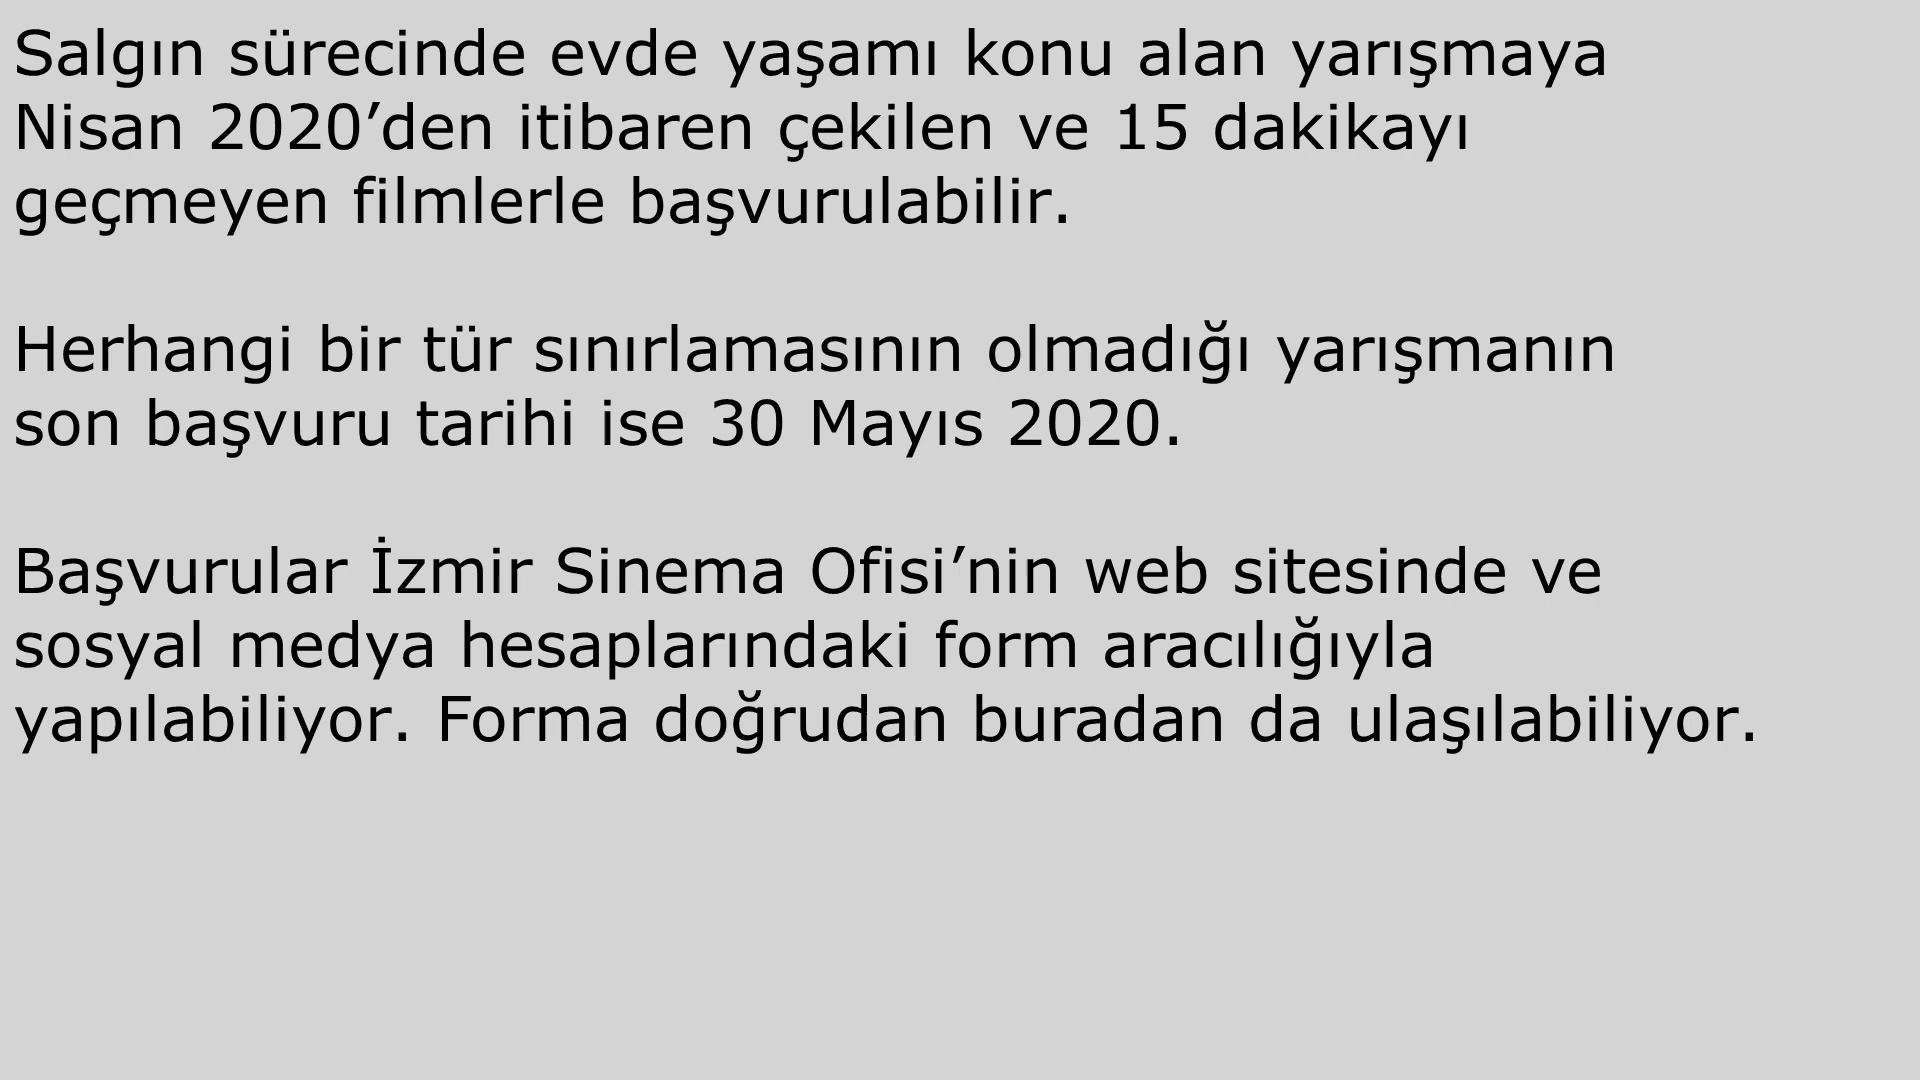 Salgın sürecinde evde yaşamı konu alan yarışmaya
Nisan 2020’den itibaren çekilen ve 15 dakikayı
geçmeyen filmlerle başvurulabilir.
Herhangi bir tür sınırlamasının olmadığı yarışmanın
son başvuru tarihi ise 30 Mayıs 2020.
Başvurular İzmir Sinema Ofisi’nin web sitesinde ve
sosyal medya hesaplarındaki form aracılığıyla
yapılabiliyor. Forma doğrudan buradan da ulaşılabiliyor.